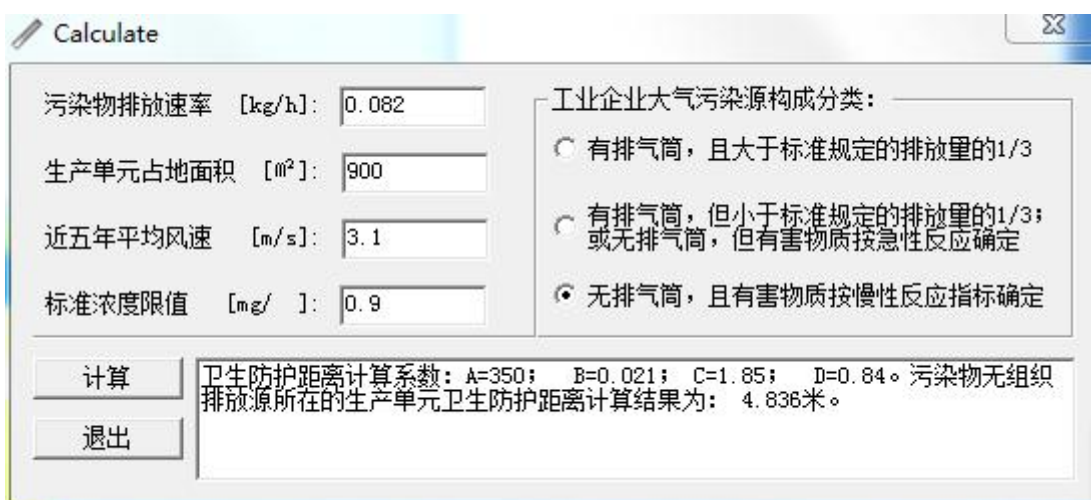 Calculate
污染物排放速率 [kg/h]: 0.082
生产单元占地面积 [m²]: 900
近五年平均风速 [m/s]: 3.1
标准浓度限值 [mg/ ]: 0.9
工业企业大气污染源构成分类:
有排气筒，且大于标准规定的排放量的1/3
有排气筒，但小于标准规定的排放量的1/3；
或无排气筒，但有害物质按急性反应确定
无排气筒，且有害物质按慢性反应指标确定
计算
退出
卫生防护距离计算系数: A=350; B=0.021; C=1.85; D=0.84。污染物无组织
排放源所在的生产单元卫生防护距离计算结果为: 4.836米。